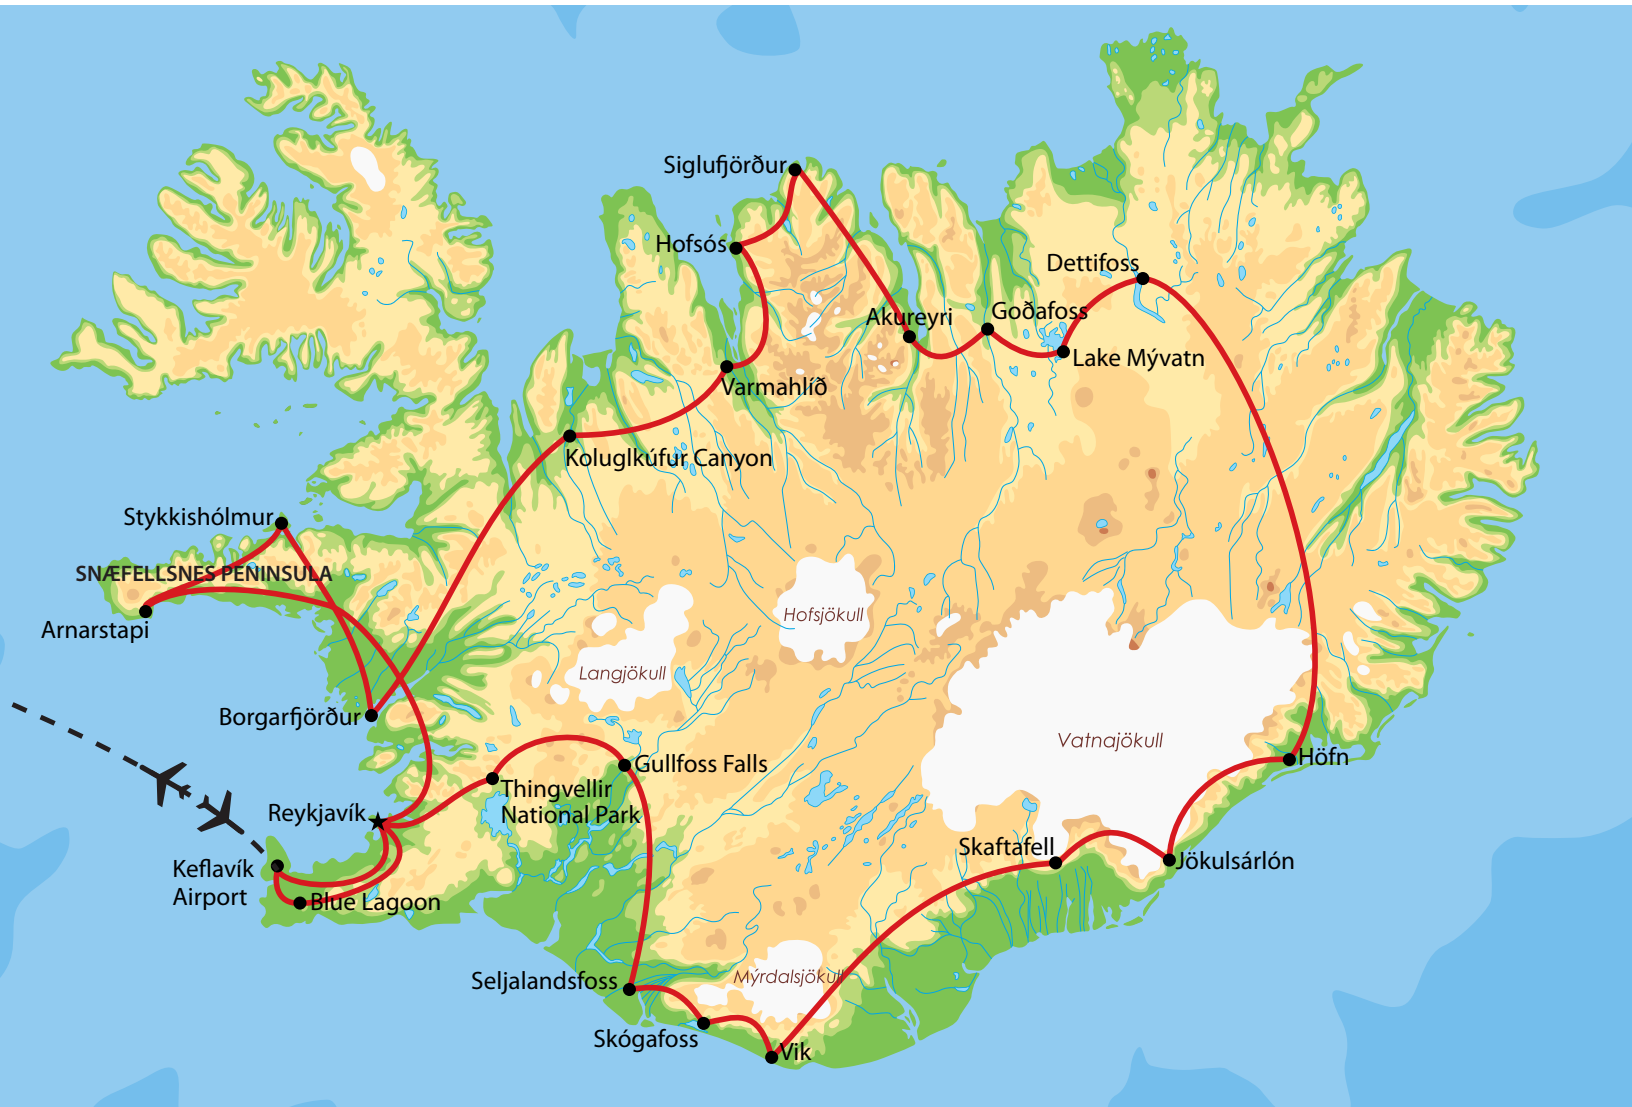 Siglufjörður
Hofsós
Dettifoss
Goðafoss
Akureyri
Lake Mývatn
Varmahlíð
Koluglkúfur Canyon
Stykkishólmur
SNÆFELLSNES PENINSULA
Arnarstapi
Hofsjökull
Langjökull
Borgarfjörður
Vatnajökull
Höfn
Gullfoss Falls
Thingvellir
National Park
Reykjavík
Skaftafell
Jökulsárlón
Keflavík
Airport
Blue Lagoon
Seljalandsfoss
Mýrdalsjökull
Skógafoss
Vik